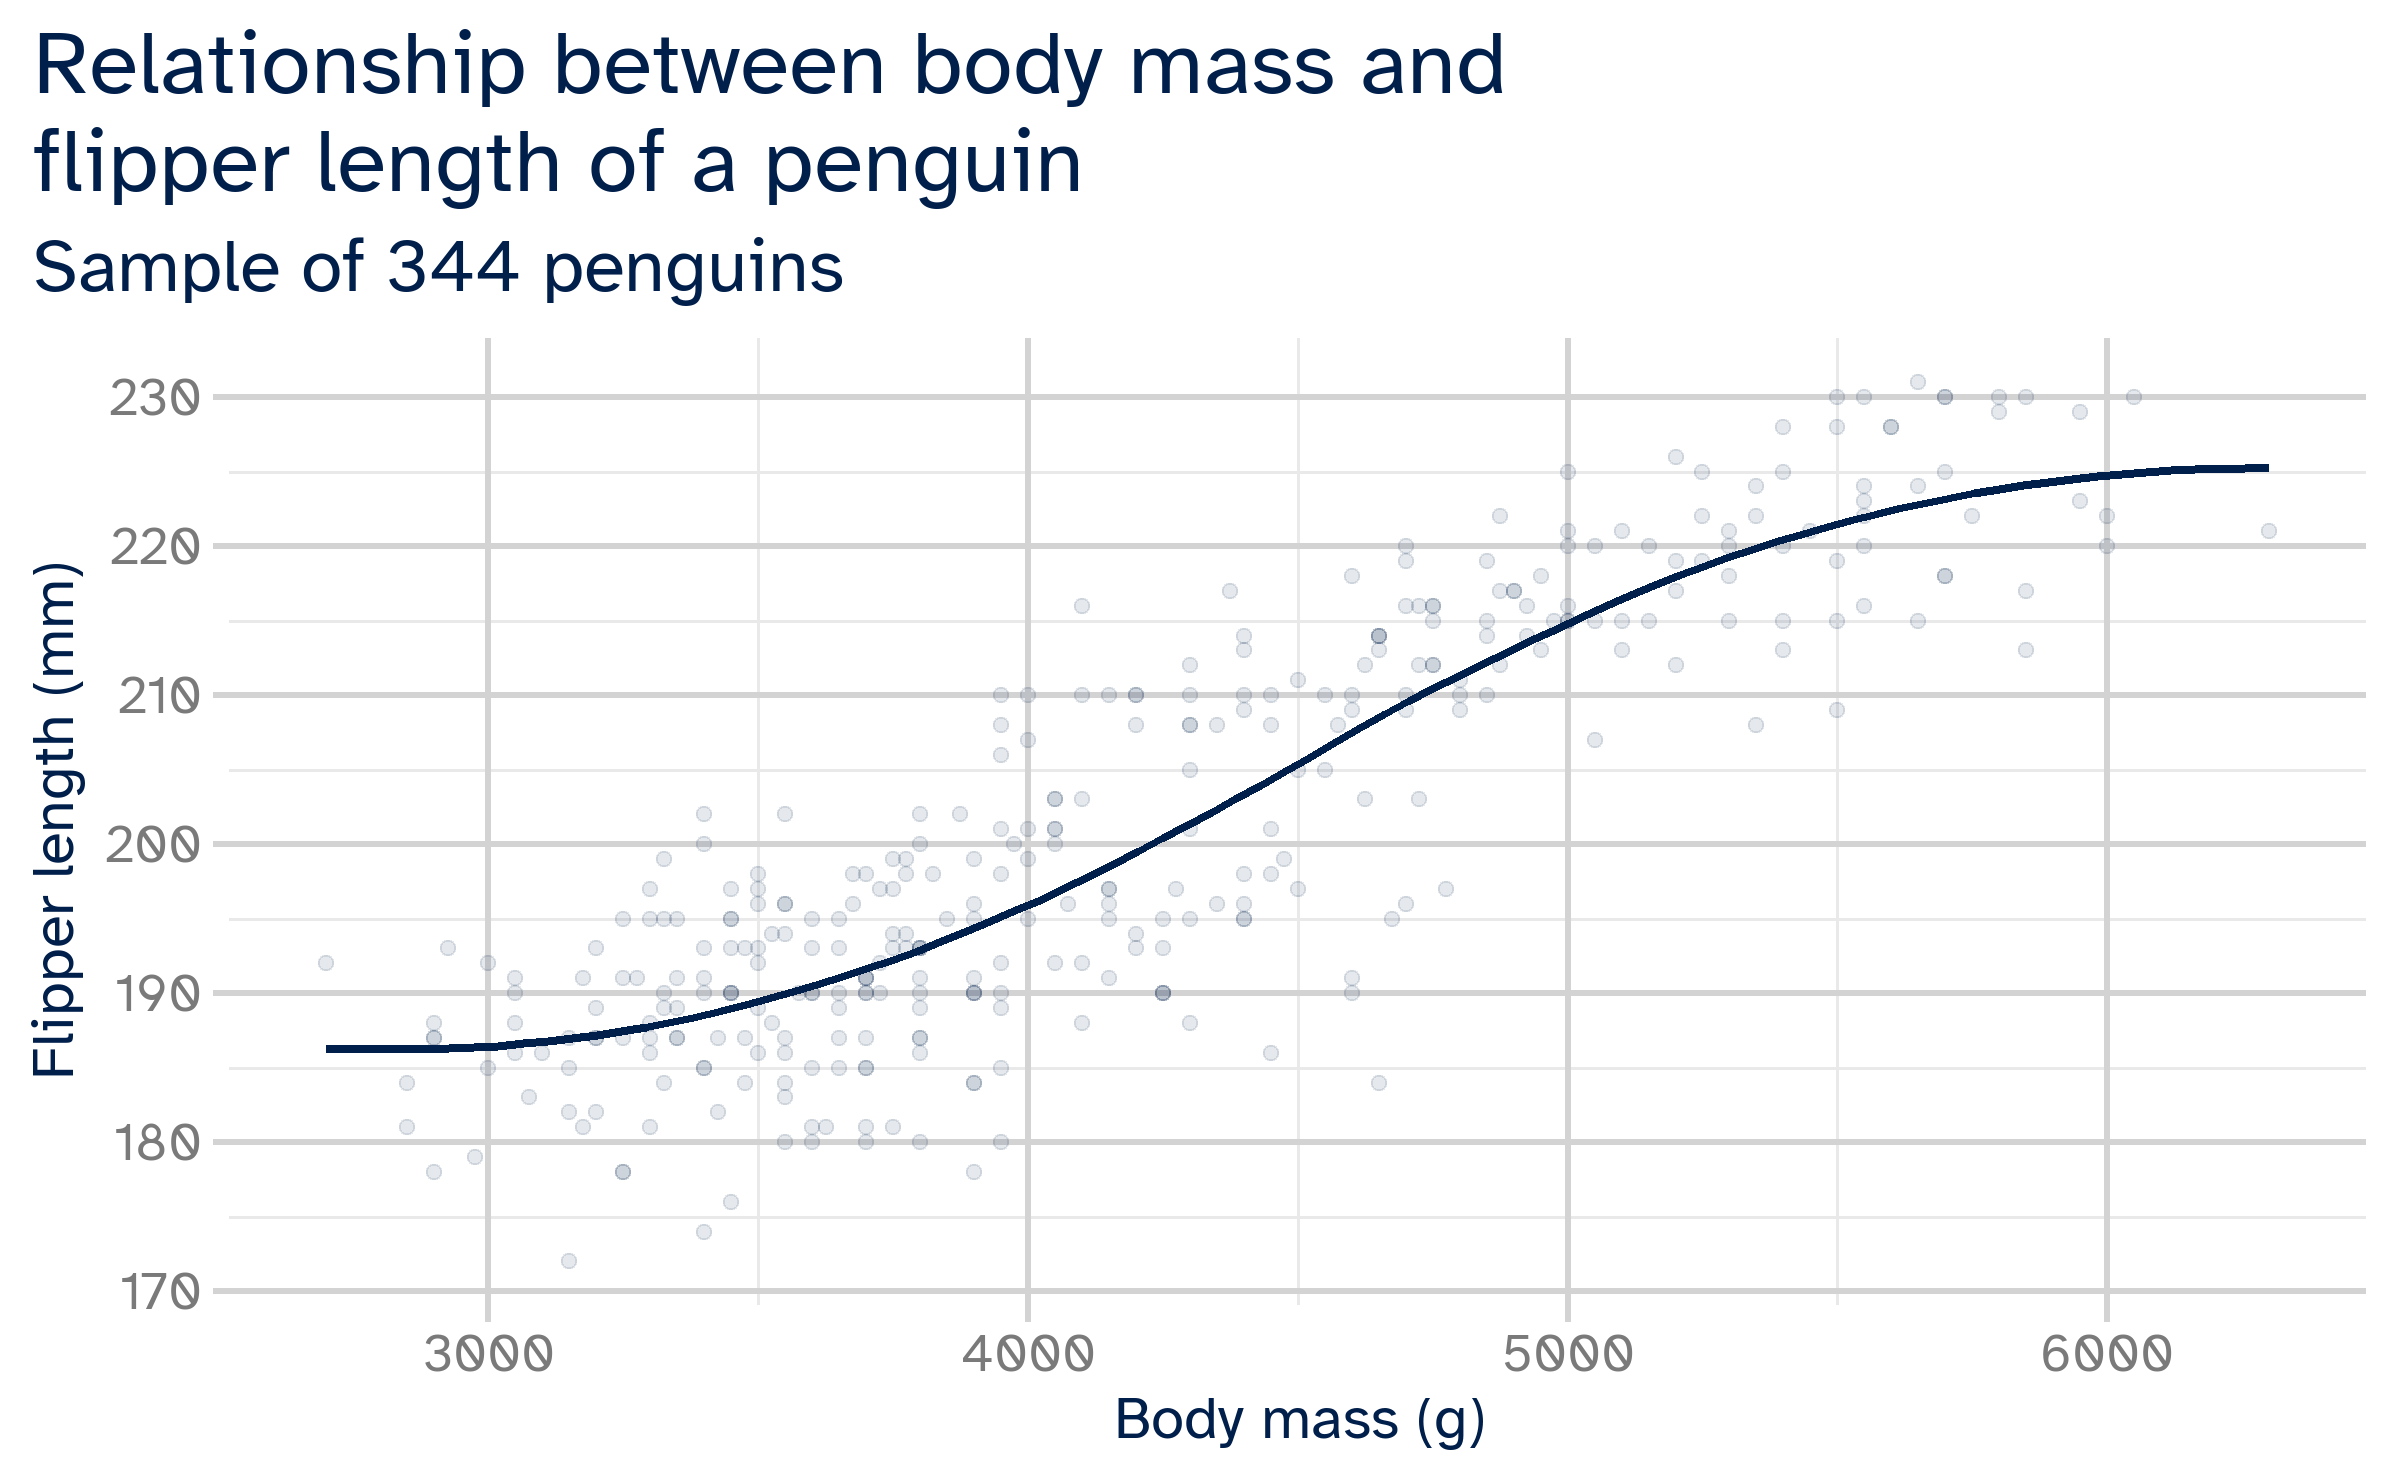 Relationship between body mass and
flipper length of a penguin
Sample of 344 penguins
Flipper length (mm)
230
220
210
200
190
180
170
3000 4000 5000 6000
Body mass (g)